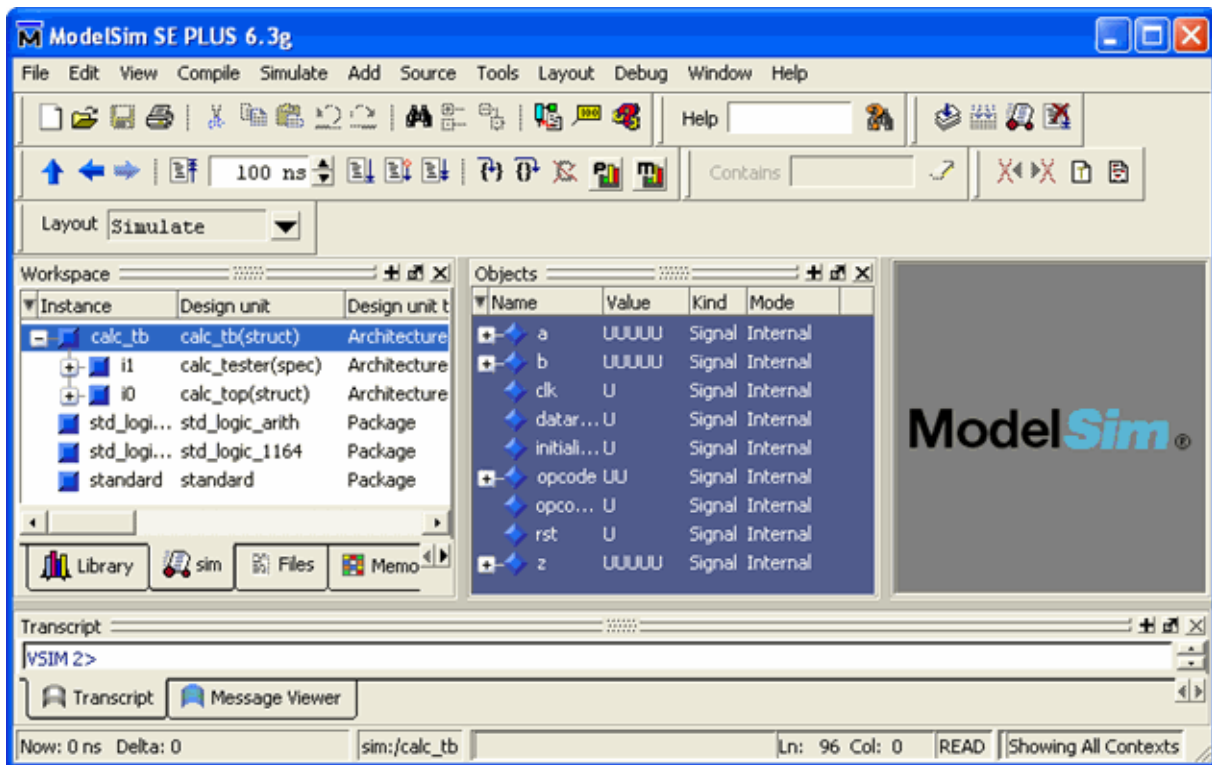 ModelSim SE PLUS 6.3g
File Edit View Compile Simulate Add Source Tools Layout Debug Window Help
Help
100 ns Contains
Layout Simulate
Workspace Objects
Instance Design unit Design unit t Name Value Kind Mode
calc_tb calc_tb(struct) Architecture a UUUUU Signal Internal
i1 calc_tester(spec) Architecture b UUUUU Signal Internal
i0 calc_top(struct) Architecture clk U Signal Internal
std_logi... std_logic_arith Package datar... U Signal Internal
std_logi... std_logic_1164 Package initiali... U Signal Internal
standard standard Package opcode UU Signal Internal
opco... U Signal Internal
rst U Signal Internal
z UUUUU Signal Internal
Library sim Files Memo
ModelSim ®
Transcript
VSIM 2>
Transcript Message Viewer
Now: 0 ns Delta: 0 sim:/calc_tb Ln: 96 Col: 0 READ Showing All Contexts